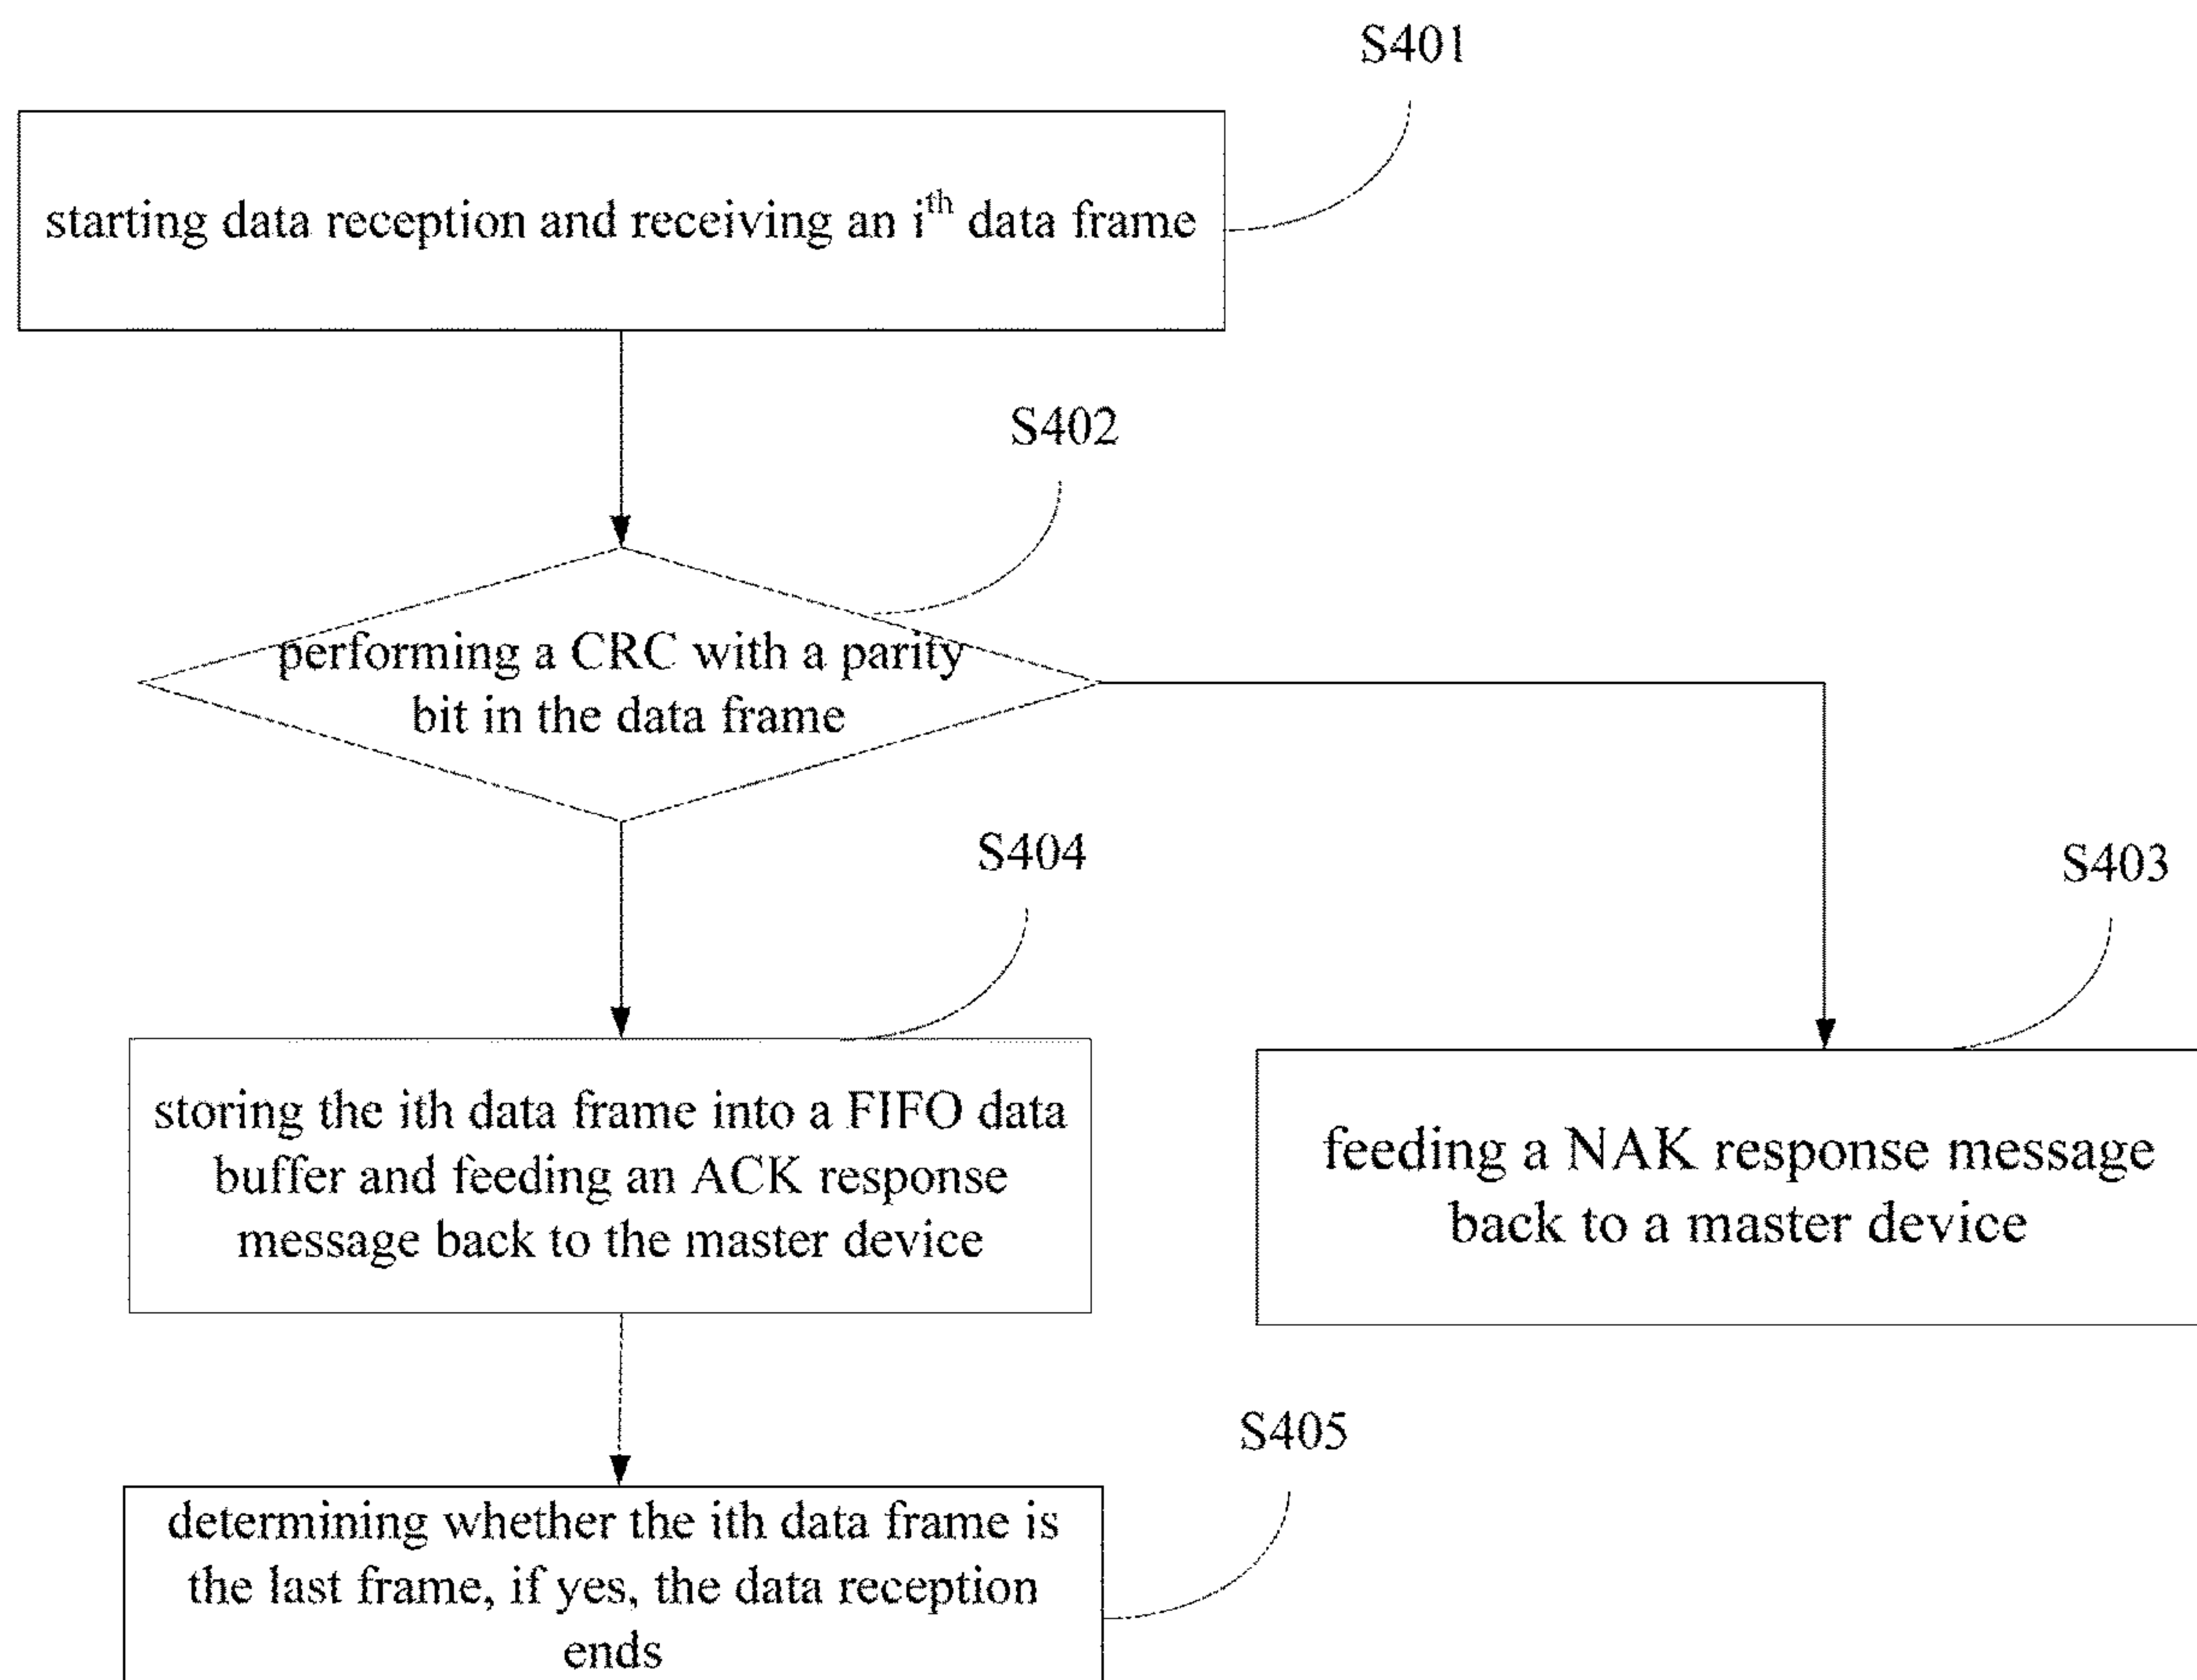 S401
starting data reception and receiving an ith data frame
S402
performing a CRC with a parity
bit in the data frame
S404
S403
storing the ith data frame into a FIFO data
buffer and feeding an ACK response
message back to the master device
feeding a NAK response message
back to a master device
S405
determining whether the ith data frame is
the last frame, if yes, the data reception
ends